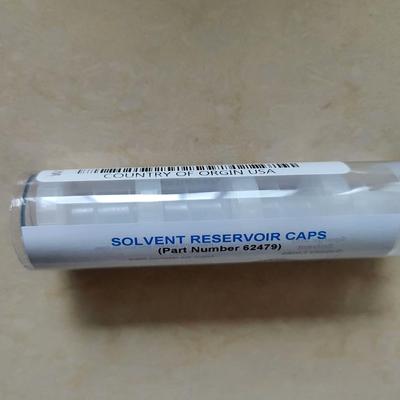 COUNTRY OF ORGIN USA
SOLVENT RESERVOIR CAPS
(Part Number 62479)